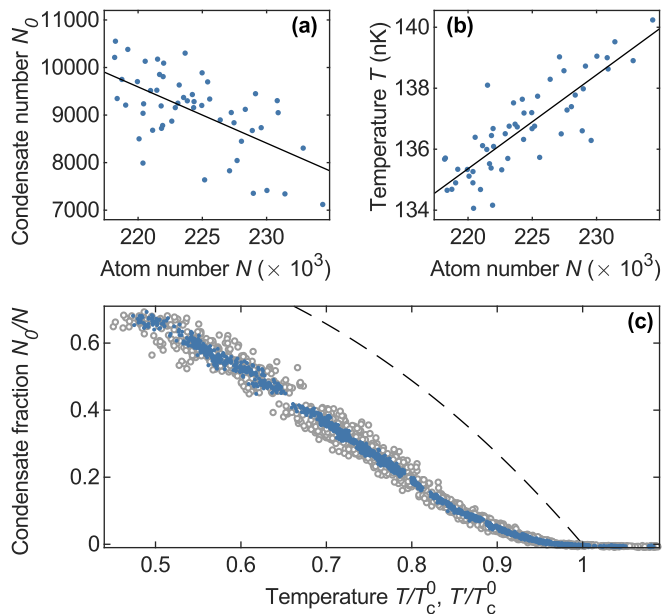 (a)
Condensate number N₀
11000
10000
9000
8000
7000
220
225
230
Atom number N (× 10³)
(b)
Temperature T (nK)
140
138
136
134
220
225
230
Atom number N (× 10³)
(c)
Condensate fraction N₀/N
0.6
0.4
0.2
0
0.5
0.6
0.7
0.8
0.9
1
Temperature T/T⁰c, T′/T⁰c